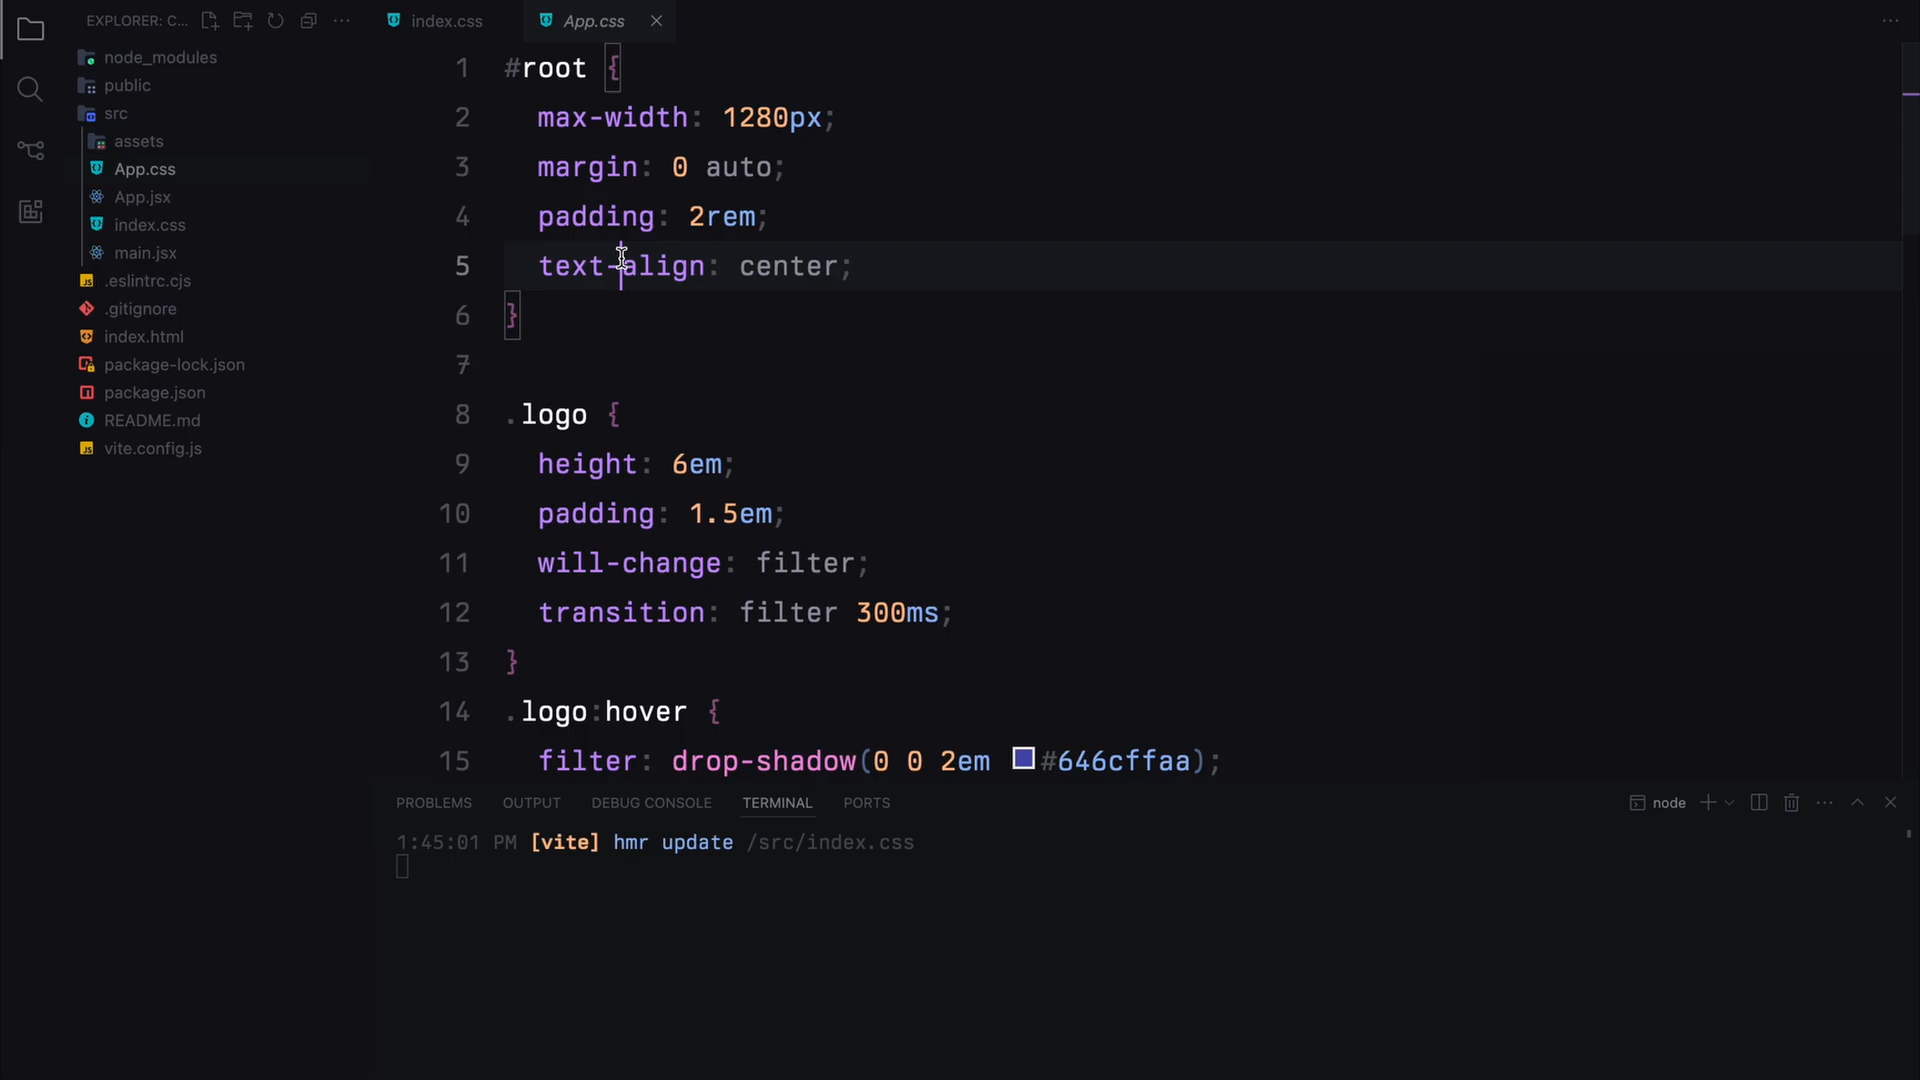 EXPLORER: C...
node_modules
public
src
assets
App.css
App.jsx
index.css
main.jsx
.eslintrc.cjs
.gitignore
index.html
package-lock.json
package.json
README.md
vite.config.js
index.css
App.css
1 #root {
2 max-width: 1280px;
3 margin: 0 auto;
4 padding: 2rem;
5 text-align: center;
6 }
7
8 .logo {
9 height: 6em;
10 padding: 1.5em;
11 will-change: filter;
12 transition: filter 300ms;
13 }
14 .logo:hover {
15 filter: drop-shadow(0 0 2em #646cffaa);
PROBLEMS OUTPUT DEBUG CONSOLE TERMINAL PORTS
node
1:45:01 PM [vite] hmr update /src/index.css